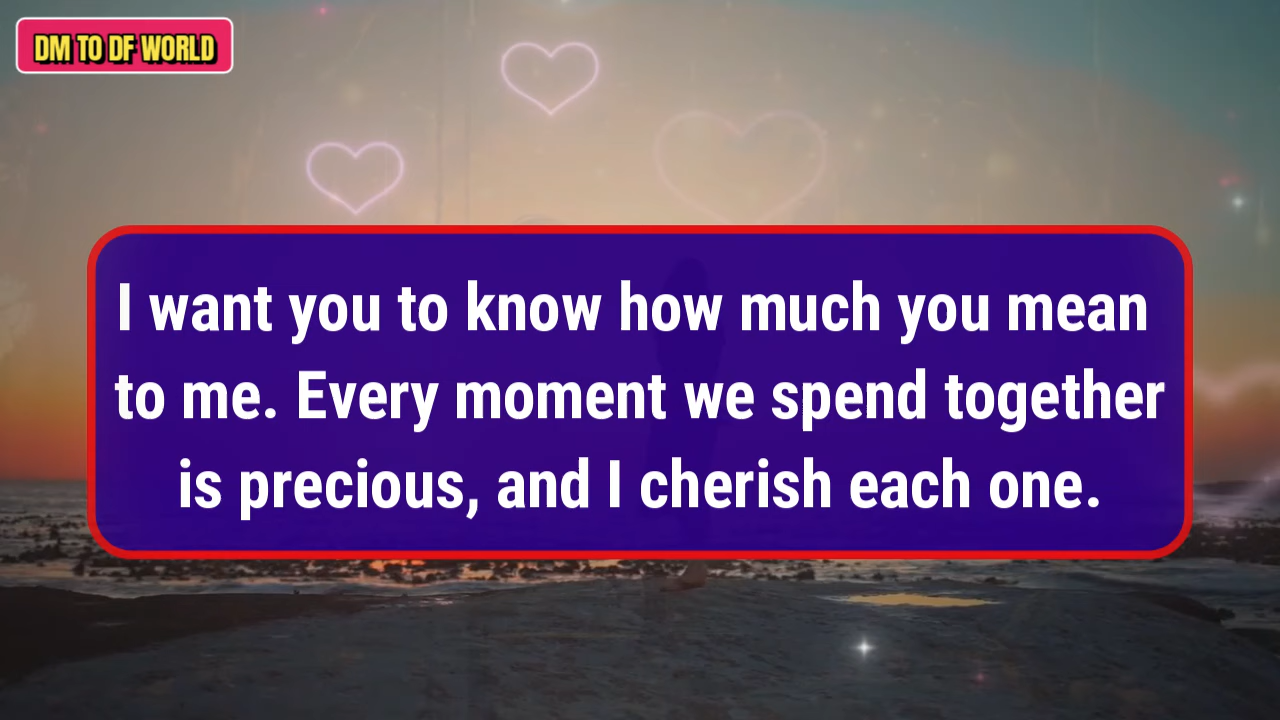 DM TO DF WORLD
I want you to know how much you mean
to me. Every moment we spend together
is precious, and I cherish each one.